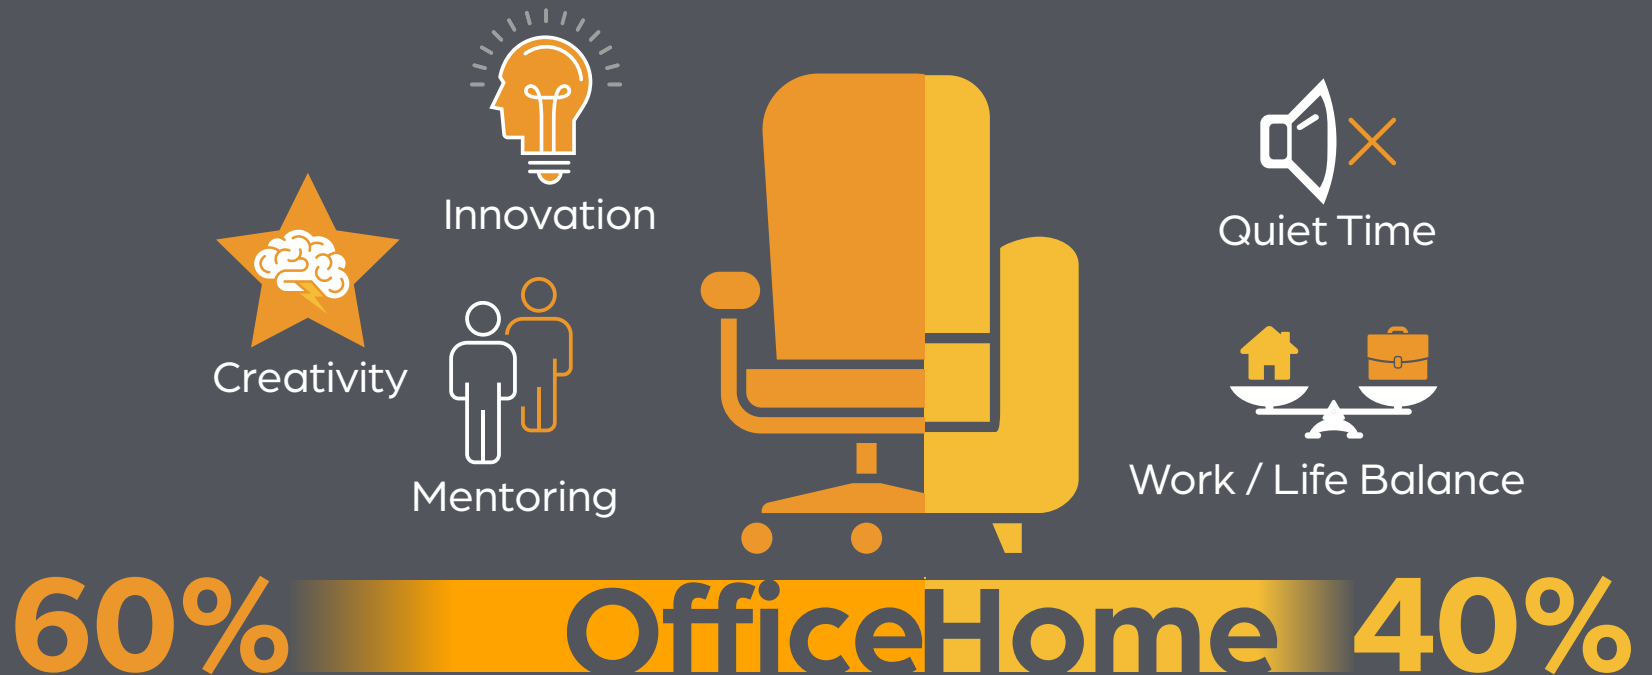 Innovation
Creativity
Mentoring
Quiet Time
Work / Life Balance
60% OfficeHome 40%